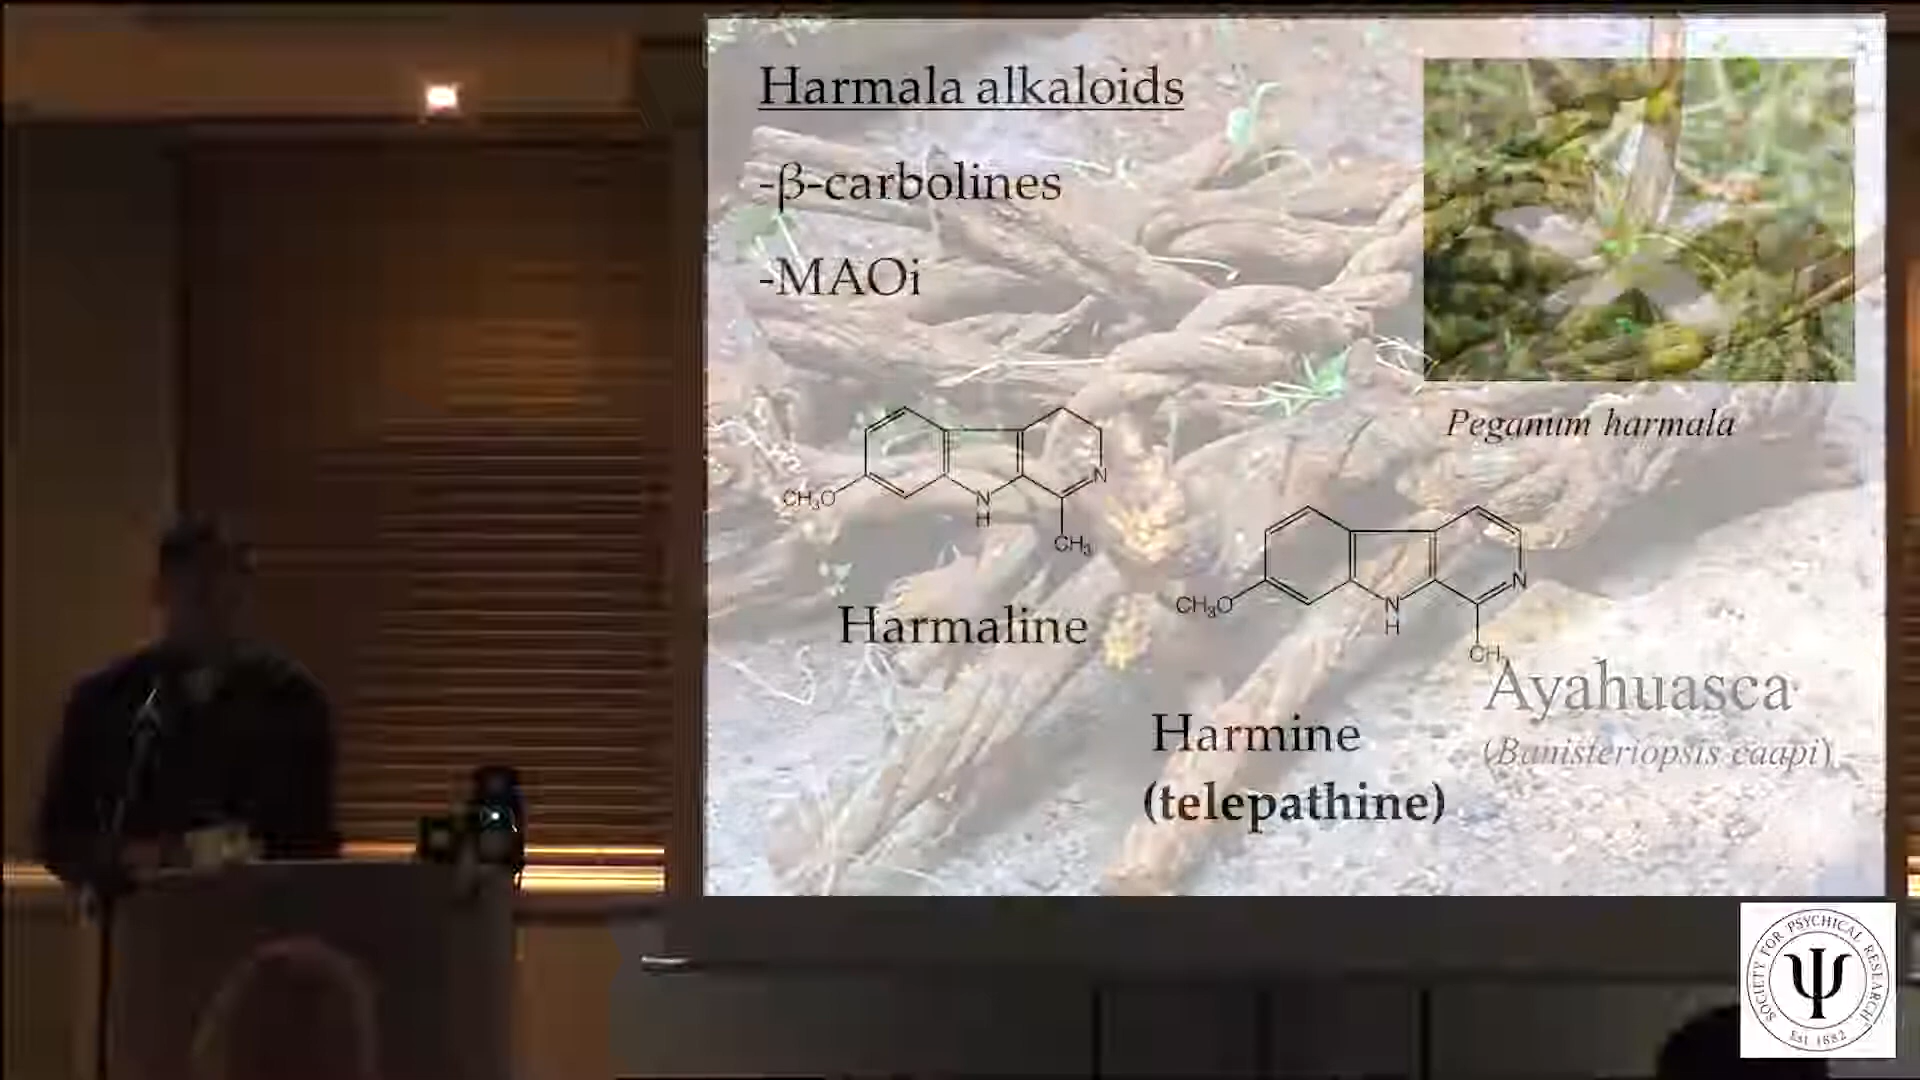 Harmala alkaloids
-β-carbolines
-MAOi
Peganum harmala
CH₃O
N
H
N
CH₃
Harmaline
CH₃O
N
H
N
CH
Ayahuasca
(Banisteriopsis caapi)
Harmine
(telepathine)
SOCIETY FOR PSYCHICAL RESEARCH
Ψ
Est 1882